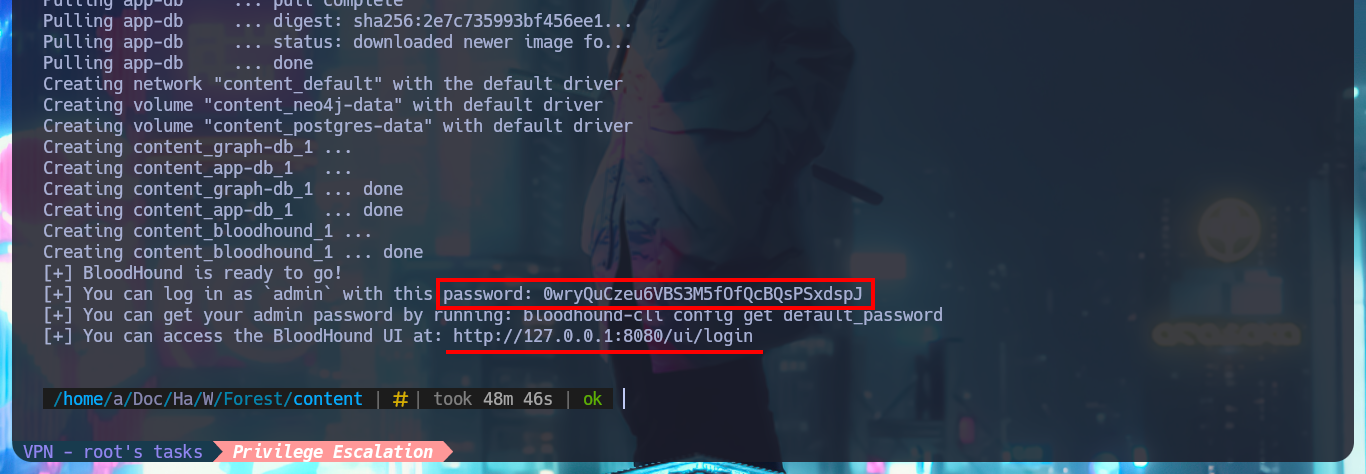 Pulling app-db     ... pull complete
Pulling app-db     ... digest: sha256:2e7c735993bf456ee1...
Pulling app-db     ... status: downloaded newer image fo...
Pulling app-db     ... done
Creating network "content_default" with the default driver
Creating volume "content_neo4j-data" with default driver
Creating volume "content_postgres-data" with default driver
Creating content_graph-db_1 ...
Creating content_app-db_1   ...
Creating content_graph-db_1 ... done
Creating content_app-db_1   ... done
Creating content_bloodhound_1 ...
Creating content_bloodhound_1 ... done
[+] BloodHound is ready to go!
[+] You can log in as `admin` with this password: 0wryQuCzeu6VBS3M5fOfQcBQsPSxdspJ
[+] You can get your admin password by running: bloodhound-cli config get default_password
[+] You can access the BloodHound UI at: http://127.0.0.1:8080/ui/login
/home/a/Doc/Ha/W/Forest/content | # | took 48m 46s | ok
VPN - root's tasks Privilege Escalation